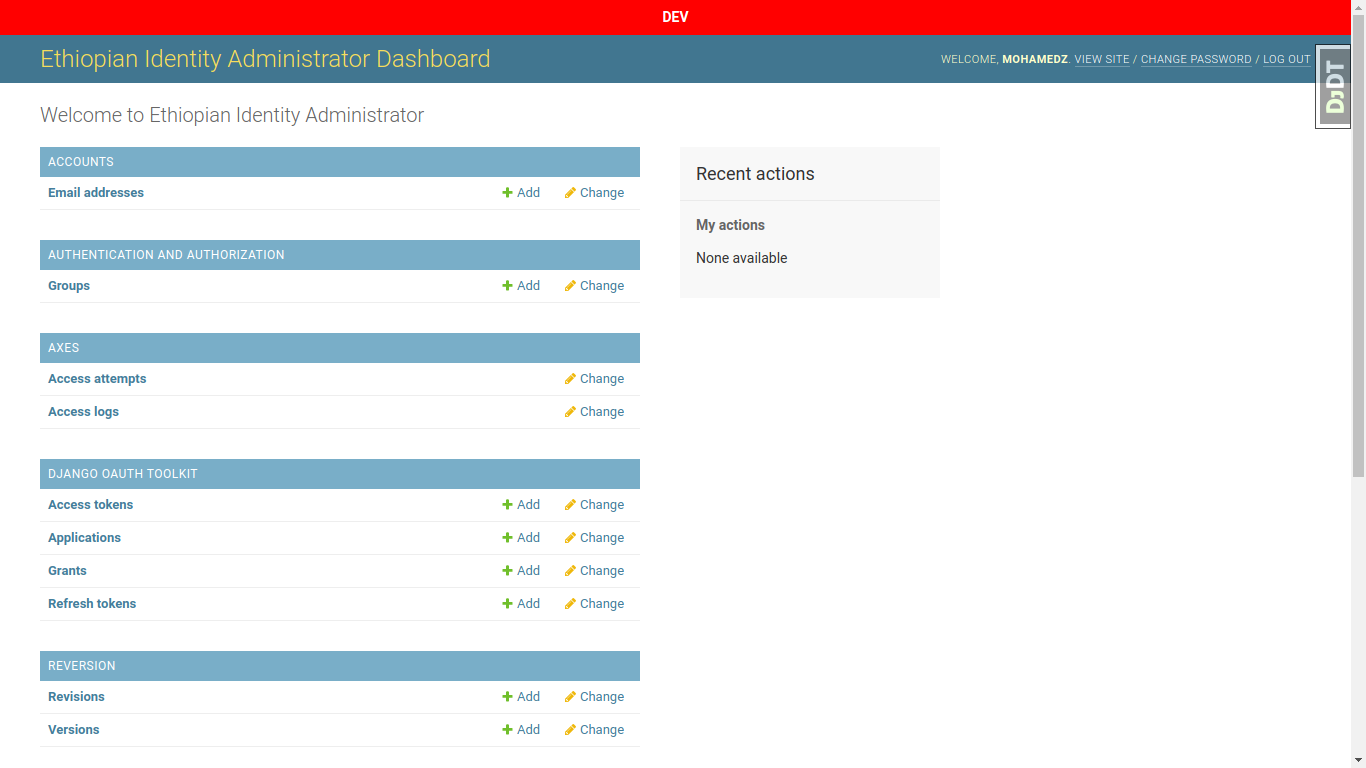 DEV
Ethiopian Identity Administrator Dashboard
WELCOME, MOHAMEDZ. VIEW SITE / CHANGE PASSWORD / LOG OUT
DJDT
Welcome to Ethiopian Identity Administrator
ACCOUNTS
Email addresses Add Change
AUTHENTICATION AND AUTHORIZATION
Groups Add Change
AXES
Access attempts Change
Access logs Change
DJANGO OAUTH TOOLKIT
Access tokens Add Change
Applications Add Change
Grants Add Change
Refresh tokens Add Change
REVERSION
Revisions Add Change
Versions Add Change
Recent actions
My actions
None available